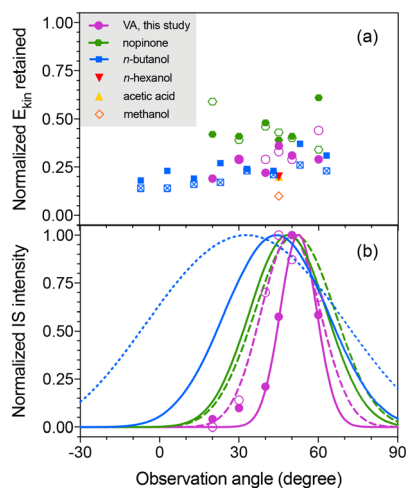 Normalized E_kin retained
1.00
0.75
0.50
0.25
0.00
VA, this study
nopinone
n-butanol
n-hexanol
acetic acid
methanol
(a)
Normalized IS intensity
1.00
0.75
0.50
0.25
0.00
(b)
-30 0 30 60 90
Observation angle (degree)